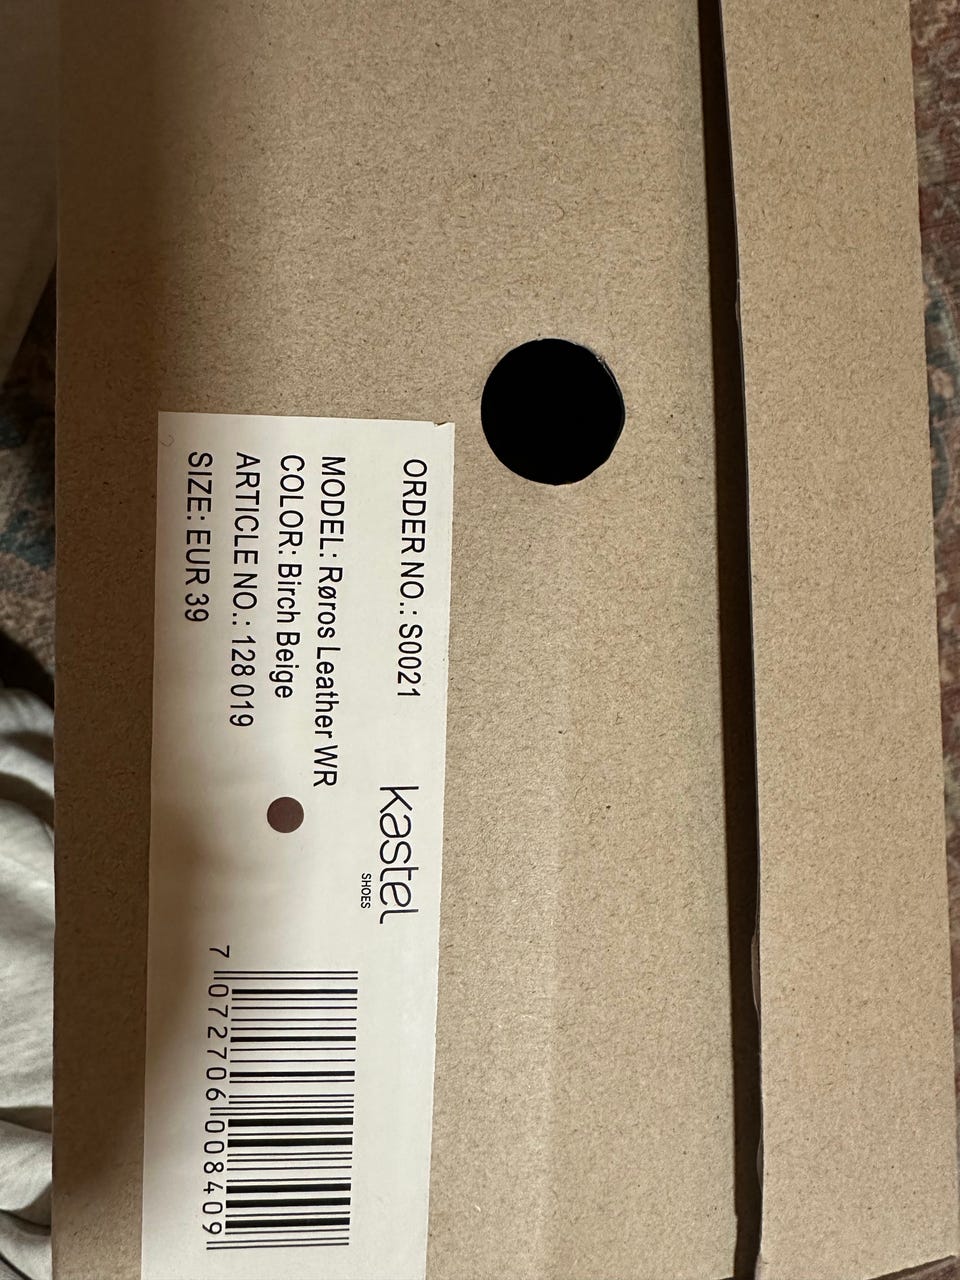 ORDER NO.: S0021
kastel
SHOES
MODEL: Røros Leather WR
COLOR: Birch Beige
ARTICLE NO.: 128 019
SIZE: EUR 39
7 072706 008409